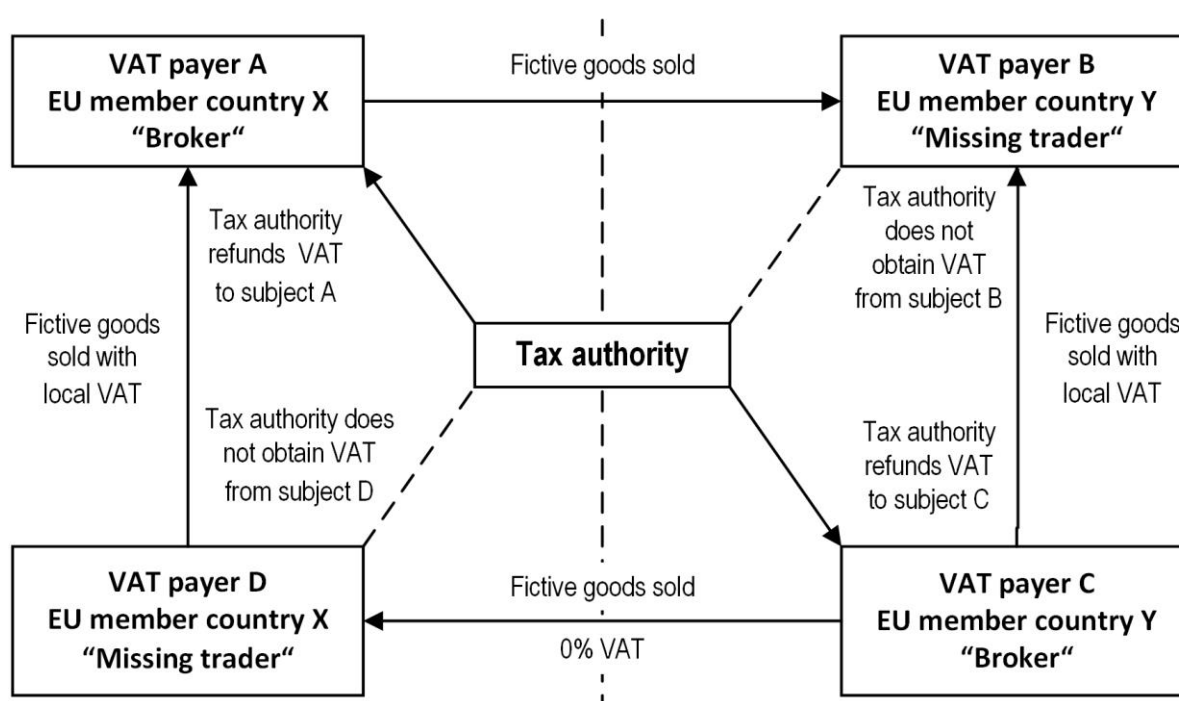 VAT payer A
EU member country X
“Broker“
Fictive goods sold
VAT payer B
EU member country Y
“Missing trader“
Tax authority
refunds VAT
to subject A
Tax authority
does not
obtain VAT
from subject B
Fictive goods
sold with
local VAT
Tax authority
Fictive goods
sold with
local VAT
Tax authority does
not obtain VAT
from subject D
Tax authority
refunds VAT
to subject C
VAT payer D
EU member country X
“Missing trader“
Fictive goods sold
0% VAT
VAT payer C
EU member country Y
“Broker“